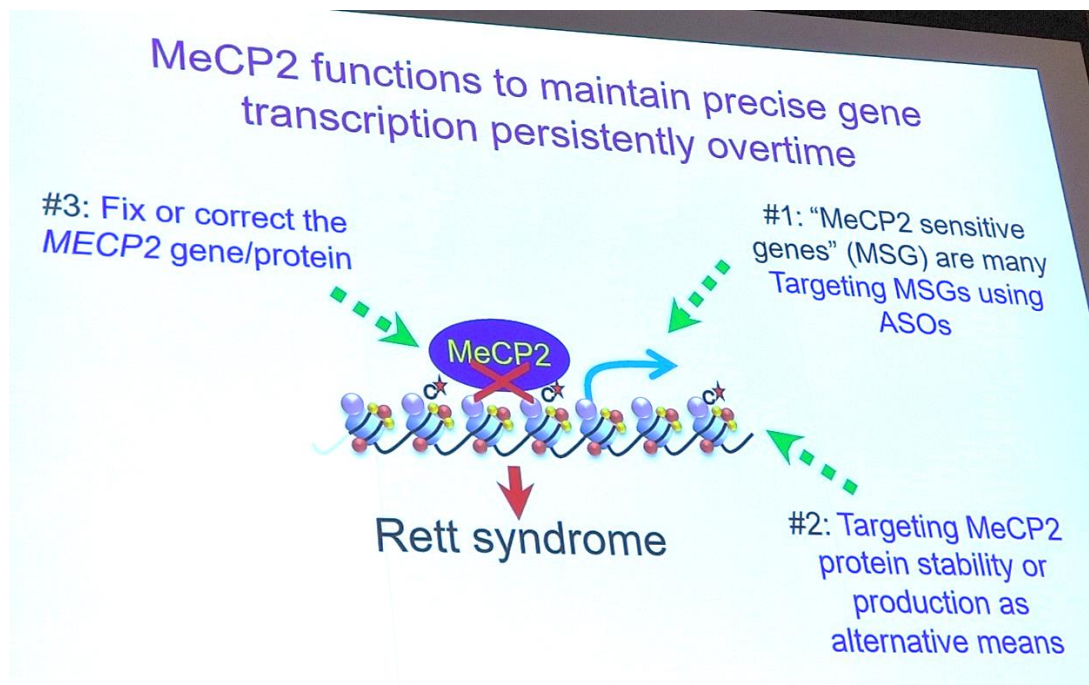 MeCP2 functions to maintain precise gene
transcription persistently overtime
#3: Fix or correct the
MECP2 gene/protein
#1: “MeCP2 sensitive
genes” (MSG) are many
Targeting MSGs using
ASOs
MeCP2
C
C
C
Rett syndrome
#2: Targeting MeCP2
protein stability or
production as
alternative means